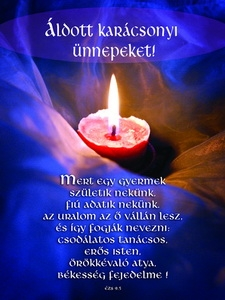 Áldott karácsonyi
ünnepeket!
Mert egy gyermek
születik nekünk,
fiú adatik nekünk,
az uralom az ő vállán lesz,
és így fogják nevezni:
csodálatos tanácsos,
erős isten,
örökkévaló atya,
békesség fejedelme !
Ézs 9,5